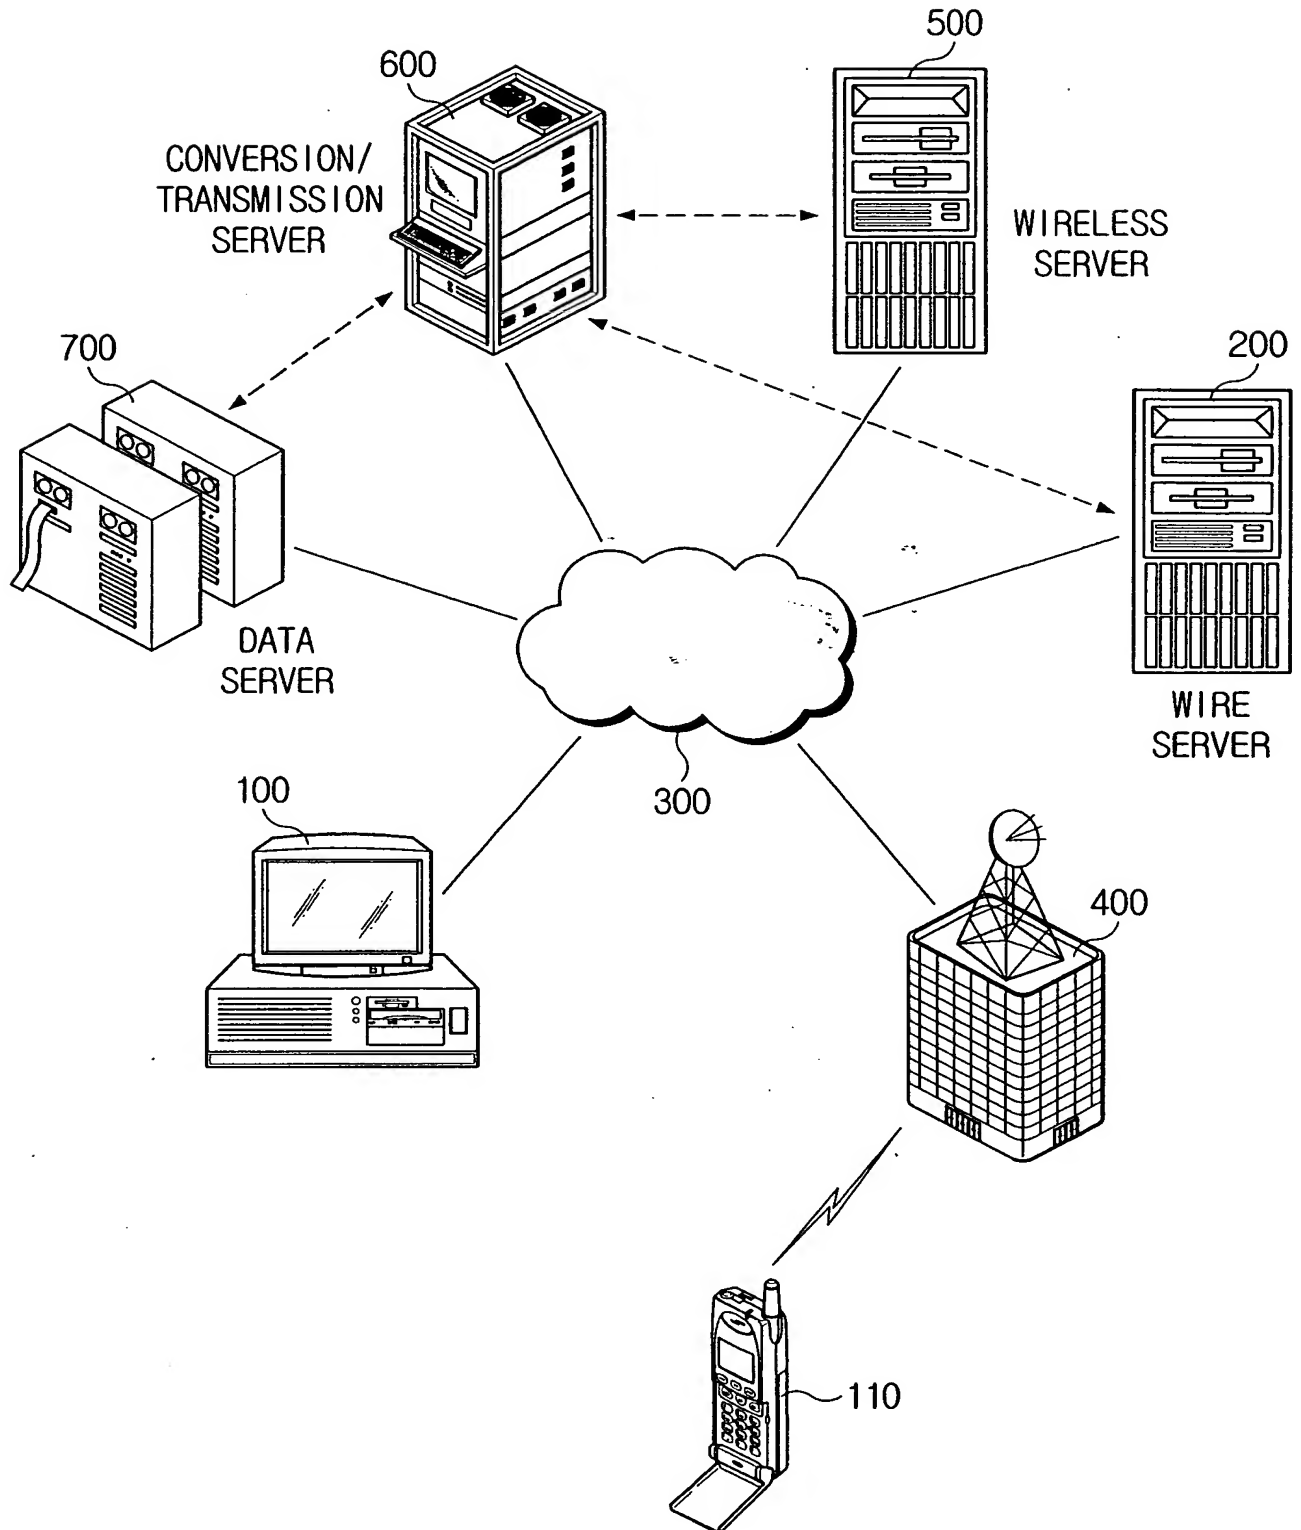 500
600
CONVERSION/
TRANSMISSION
SERVER
WIRELESS
SERVER
700
200
DATA
SERVER
WIRE
SERVER
300
100
400
110